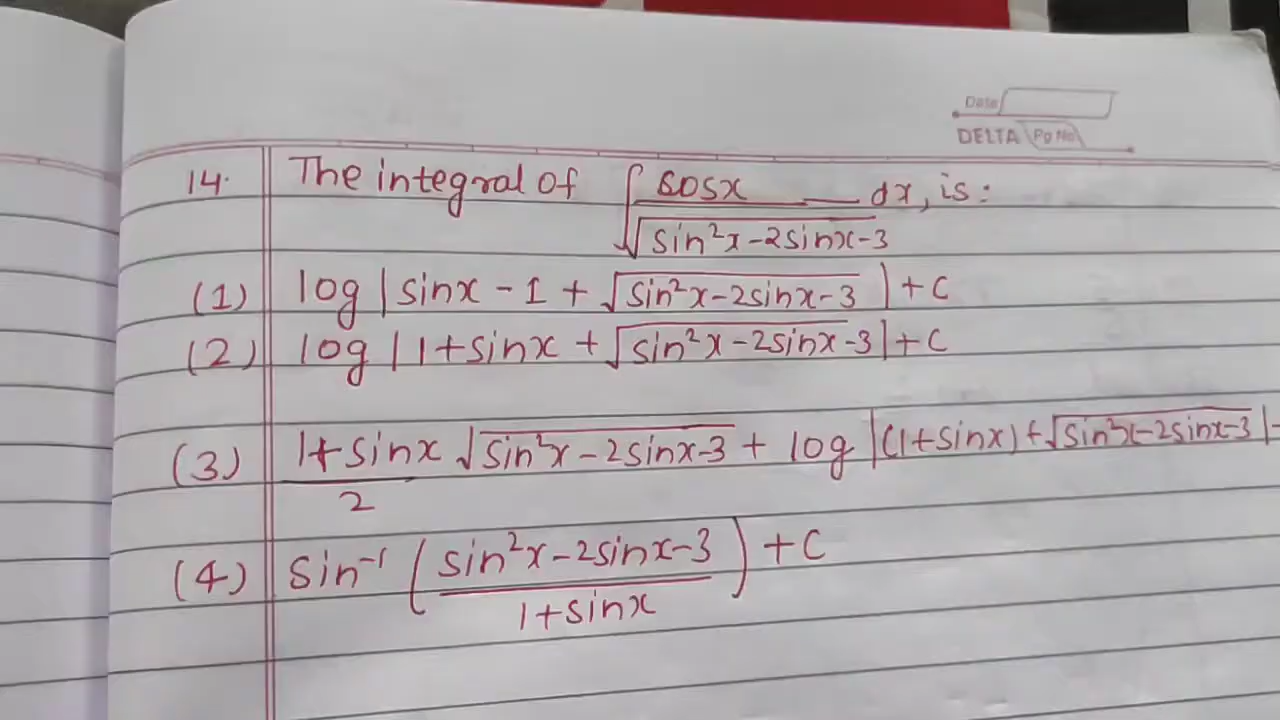 Date
DELTA Pg No
14. The integral of ∫ cosx / √(sin²x-2sinx-3) dx, is:
(1) log |sinx - 1 + √(sin²x-2sinx-3)| + C
(2) log |1+sinx + √(sin²x-2sinx-3)| + C
(3) (1+sinx)/2 √(sin²x-2sinx-3) + log |(1+sinx) + √(sin²x-2sinx-3)| -
(4) Sin⁻¹ ( (sin²x-2sinx-3) / (1+sinx) ) + C